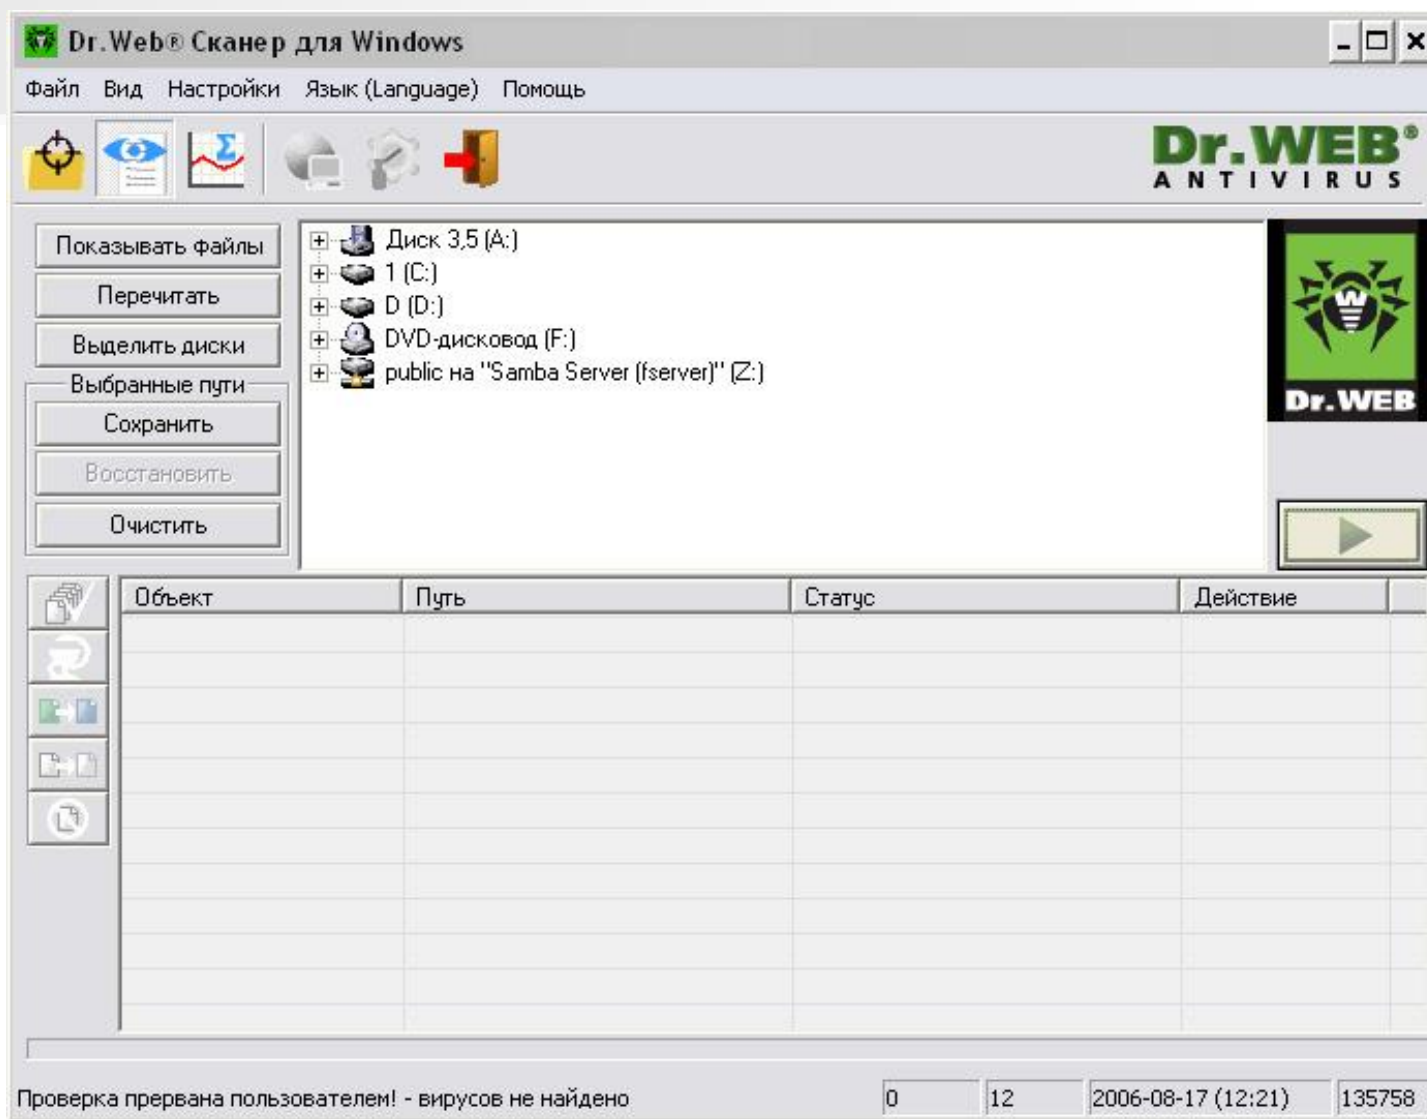 Dr.Web® Сканер для Windows
Файл Вид Настройки Язык (Language) Помощь
Σ
Dr.WEB®
ANTIVIRUS
Показывать файлы
Перечитать
Выделить диски
Выбранные пути
Сохранить
Восстановить
Очистить
Диск 3,5 (A:)
1 (C:)
D (D:)
DVD-дисковод (F:)
public на "Samba Server (fserver)" (Z:)
W
Dr.WEB
Объект Путь Статус Действие
Проверка прервана пользователем! - вирусов не найдено 0 12 2006-08-17 (12:21) 135758